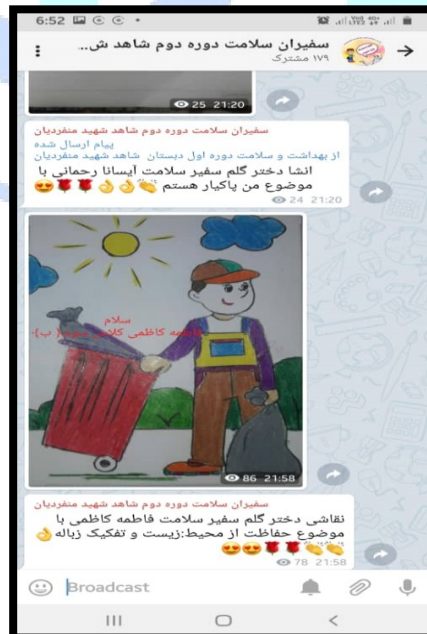 6:52
Vo)) 4G+
LTE2
سفیران سلامت دوره دوم شاهد ش...
۱۷۹ مشترک
25 21:20
سفیران سلامت دوره دوم شاهد شهید منفردیان
پیام ارسال شده
از بهداشت و سلامت دوره اول دبستان شاهد شهید منفردیان
انشا دختر گلم سفیر سلامت آیسانا رحمانی با
موضوع من پاکیار هستم 👏👌👌🌹🌹😍
24 21:20
سلام
فاطمه کاظمی کلاس ( ب)
86 21:58
سفیران سلامت دوره دوم شاهد شهید منفردیان
نقاشی دختر گلم سفیر سلامت فاطمه کاظمی با
موضوع حفاظت از محیط:زیست و تفکیک زباله👌
👏👏🌹🌹😍😍
78 21:58
Broadcast